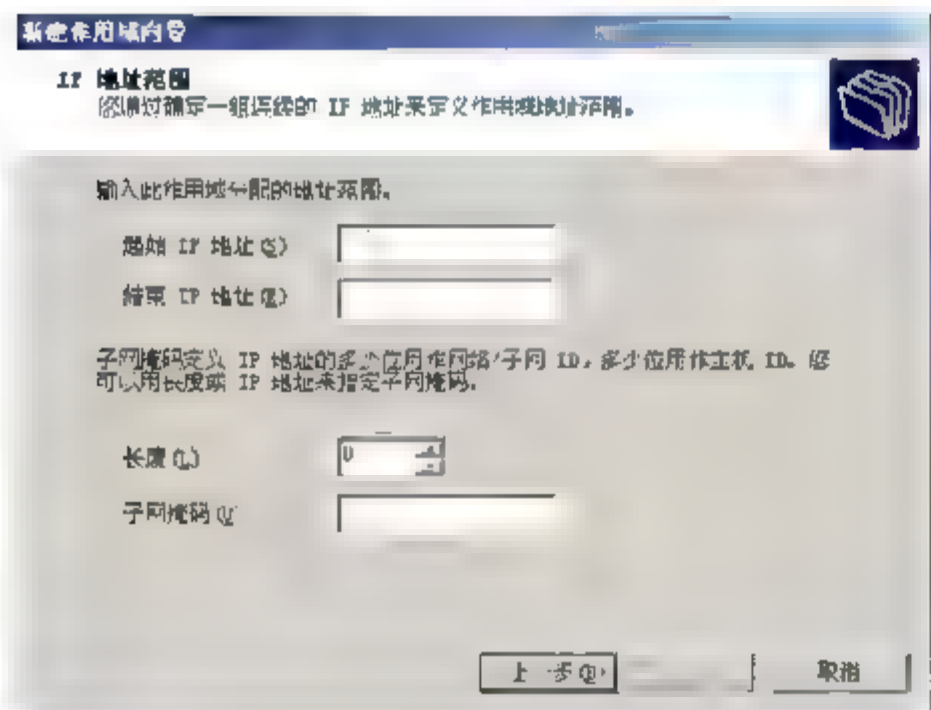 新建作用域向导
IP 地址范围
您通过确定一组连续的 IP 地址来定义作用域地址范围。
输入此作用域分配的地址范围。
起始 IP 地址(S)
结束 IP 地址(E)
子网掩码定义 IP 地址的多少位用作网络/子网 ID，多少位用作主机 ID。您
可以用长度或 IP 地址来指定子网掩码。
长度(L)
0
子网掩码(U
上一步(B)
取消